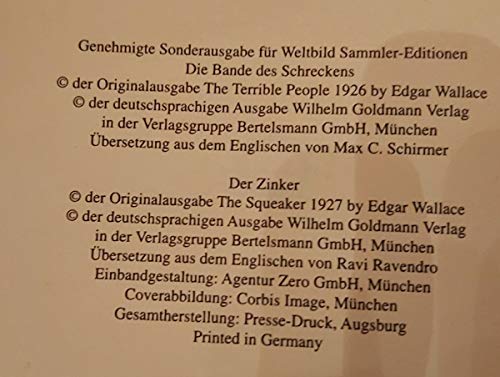 Genehmigte Sonderausgabe für Weltbild Sammler-Editionen
Die Bande des Schreckens
© der Originalausgabe The Terrible People 1926 by Edgar Wallace
© der deutschsprachigen Ausgabe Wilhelm Goldmann Verlag
in der Verlagsgruppe Bertelsmann GmbH, München
Übersetzung aus dem Englischen von Max C. Schirmer
Der Zinker
© der Originalausgabe The Squeaker 1927 by Edgar Wallace
© der deutschsprachigen Ausgabe Wilhelm Goldmann Verlag
in der Verlagsgruppe Bertelsmann GmbH, München
Übersetzung aus dem Englischen von Ravi Ravendro
Einbandgestaltung: Agentur Zero GmbH, München
Coverabbildung: Corbis Image, München
Gesamtherstellung: Presse-Druck, Augsburg
Printed in Germany